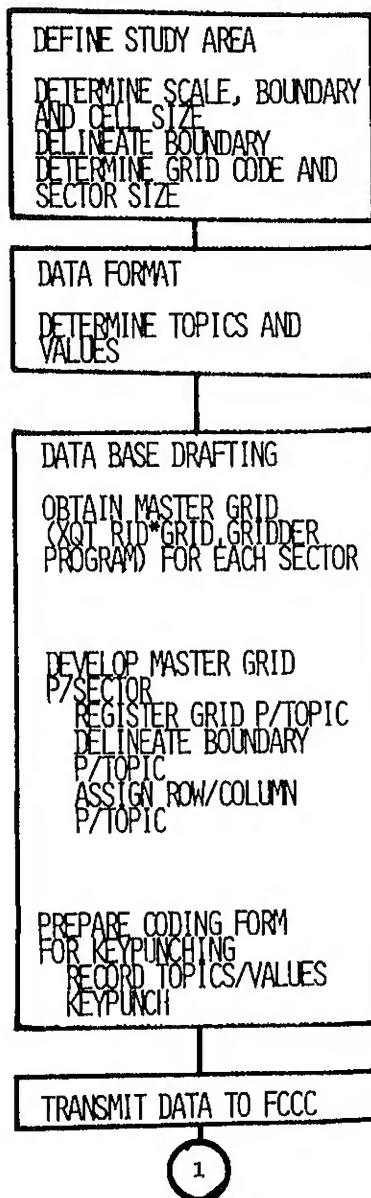 DEFINE STUDY AREA
DETERMINE SCALE, BOUNDARY
AND CELL SIZE
DELINEATE BOUNDARY
DETERMINE GRID CODE AND
SECTOR SIZE
DATA FORMAT
DETERMINE TOPICS AND
VALUES
DATA BASE DRAFTING
OBTAIN MASTER GRID
(XQT RID*GRID.GRIDDER
PROGRAM) FOR EACH SECTOR
DEVELOP MASTER GRID
P/SECTOR
REGISTER GRID P/TOPIC
DELINEATE BOUNDARY
P/TOPIC
ASSIGN ROW/COLUMN
P/TOPIC
PREPARE CODING FORM
FOR KEYPUNCHING
RECORD TOPICS/VALUES
KEYPUNCH
TRANSMIT DATA TO FCCC
1